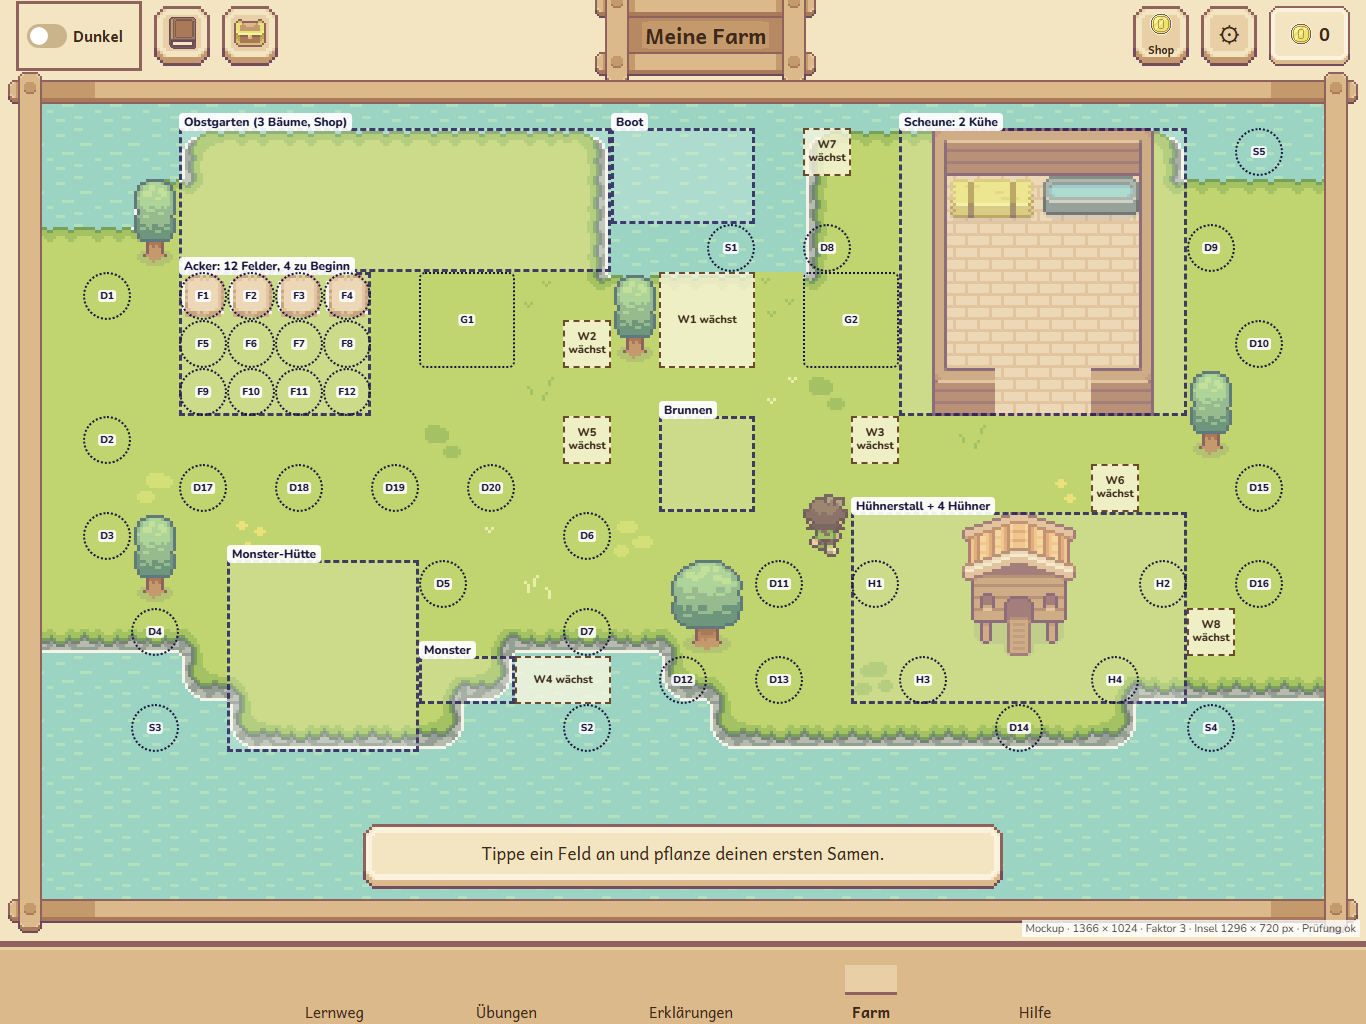 Dunkel
Meine Farm
Shop
0
Obstgarten (3 Bäume, Shop)
Boot
W7
wächst
Scheune: 2 Kühe
S5
S1
D8
D9
Acker: 12 Felder, 4 zu Beginn
D1
F1
F2
F3
F4
G1
W1 wächst
G2
W2
wächst
F5
F6
F7
F8
D10
F9
F10
F11
F12
Brunnen
D2
W5
wächst
W3
wächst
D17
D18
D19
D20
W6
wächst
D15
Hühnerstall + 4 Hühner
D3
D6
Monster-Hütte
D5
D11
H1
H2
D16
D4
D7
W8
wächst
Monster
W4 wächst
D12
D13
H3
H4
S3
S2
D14
S4
Tippe ein Feld an und pflanze deinen ersten Samen.
Mockup · 1366 × 1024 · Faktor 3 · Insel 1296 × 720 px · Prüfung ok
Lernweg
Übungen
Erklärungen
Farm
Hilfe